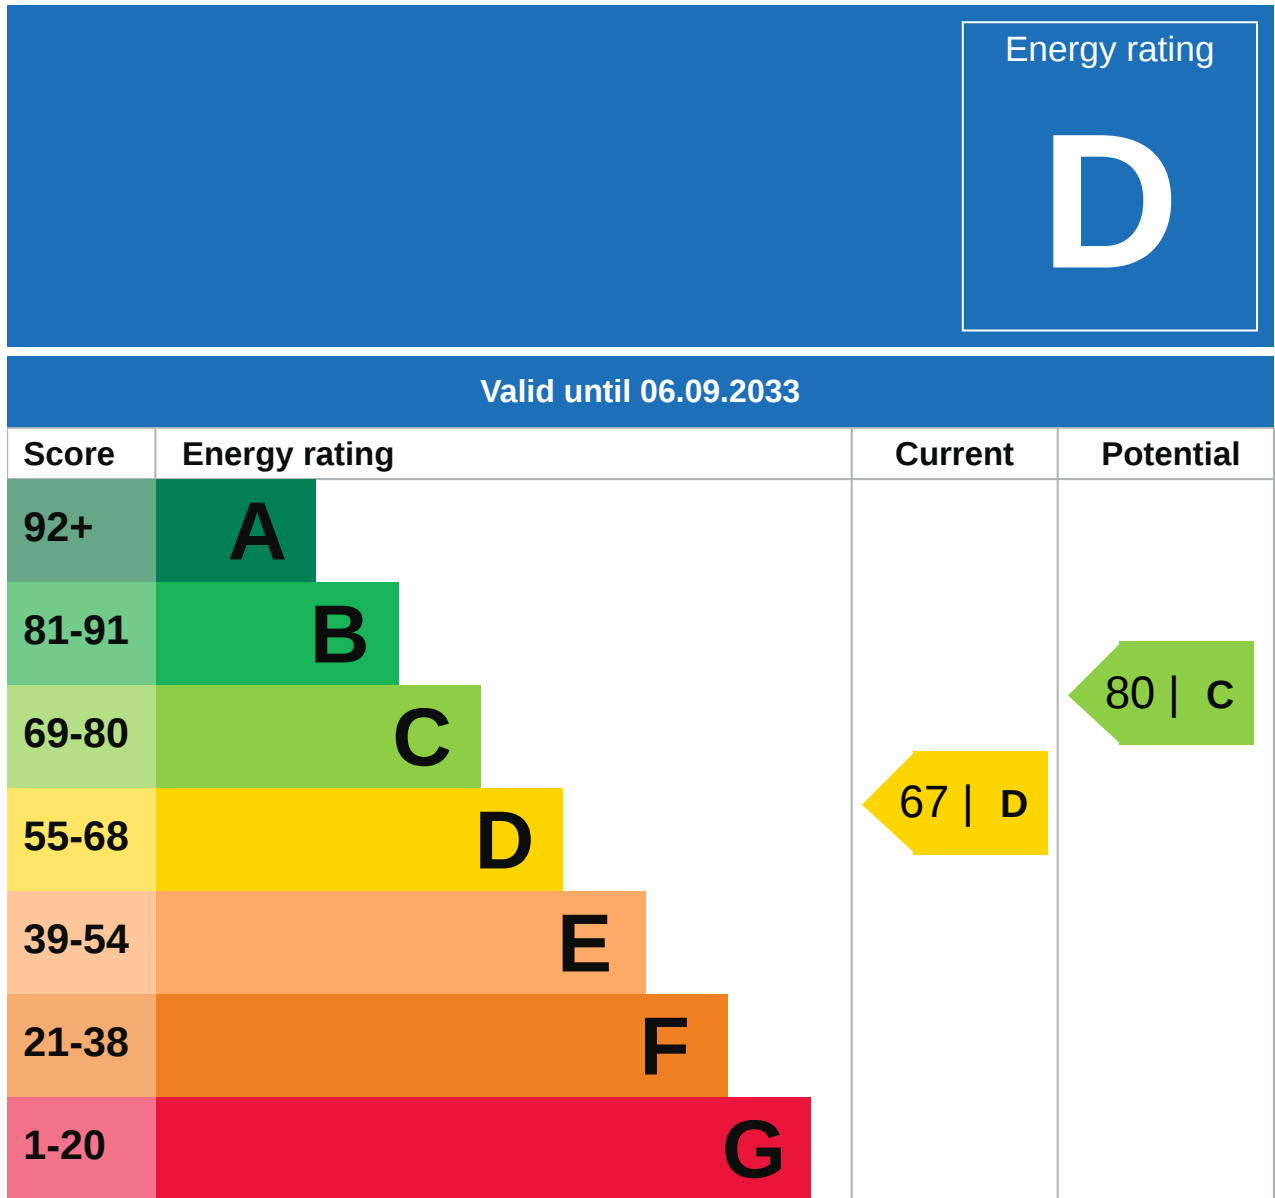 Energy rating
D
Valid until 06.09.2033
Score Energy rating Current Potential
92+ A
81-91 B
80 | C
69-80 C
67 | D
55-68 D
39-54 E
21-38 F
1-20 G